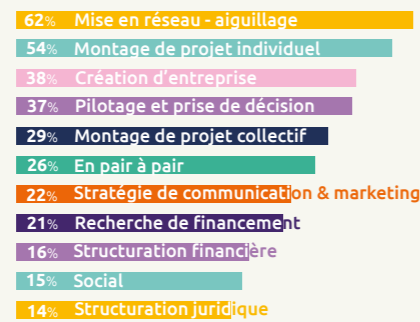 62% Mise en réseau - aiguillage
54% Montage de projet individuel
38% Création d'entreprise
37% Pilotage et prise de décision
29% Montage de projet collectif
26% En pair à pair
22% Stratégie de communication & marketing
21% Recherche de financement
16% Structuration financière
15% Social
14% Structuration juridique